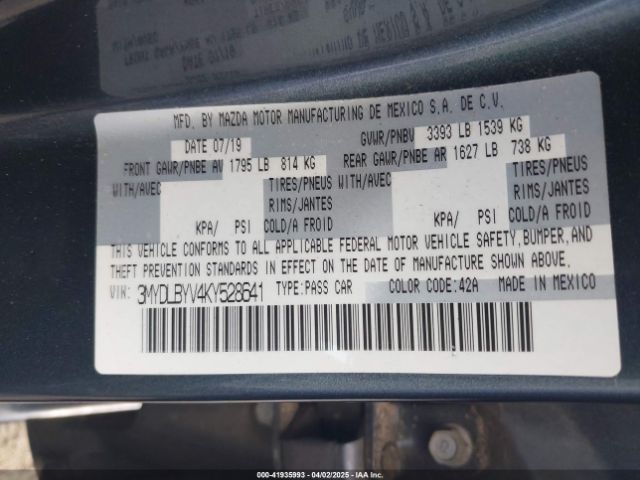 MFD. BY MAZDA MOTOR MANUFACTURING DE MEXICO S.A. DE C.V.
DATE 07/19 GVWR/PNBV 3393 LB 1539 KG
FRONT GAWR/PNBE AV 1795 LB 814 KG REAR GAWR/PNBE AR 1627 LB 738 KG
WITH/AVEC TIRES/PNEUS WITH/AVEC TIRES/PNEUS
RIMS/JANTES RIMS/JANTES
KPA/ PSI COLD/A FROID KPA/ PSI COLD/A FROID
THIS VEHICLE CONFORMS TO ALL APPLICABLE FEDERAL MOTOR VEHICLE SAFETY, BUMPER, AND
THEFT PREVENTION STANDARDS IN EFFECT ON THE DATE OF MANUFACTURE SHOWN ABOVE.
VIN: 3MYDLBYV4KY528641 TYPE:PASS CAR COLOR CODE:42A MADE IN MEXICO
000-41935993 04/02/2025 IAAI.COM